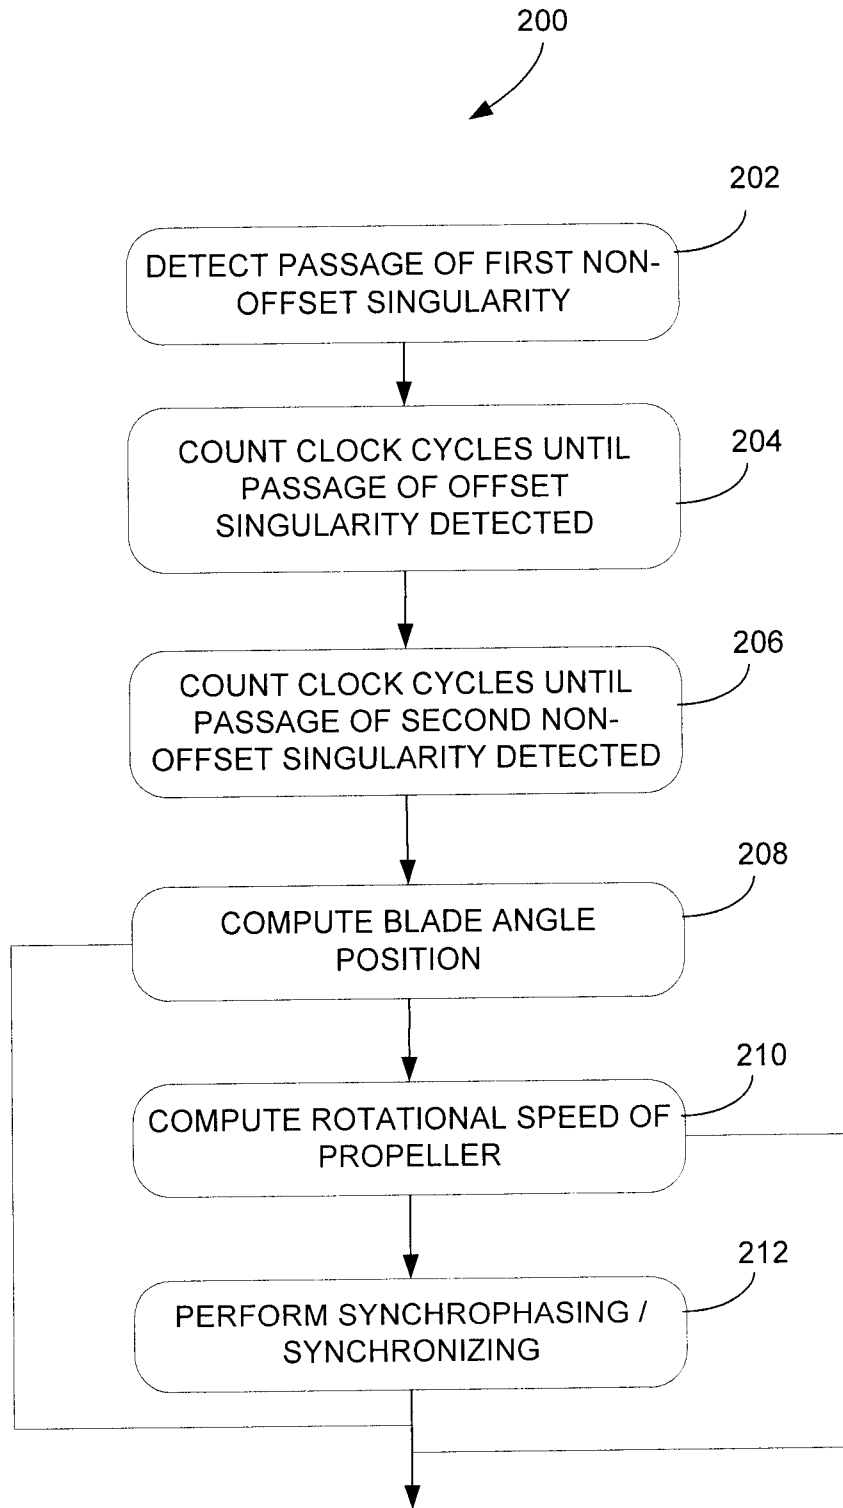 200
202
DETECT PASSAGE OF FIRST NON-
OFFSET SINGULARITY
204
COUNT CLOCK CYCLES UNTIL
PASSAGE OF OFFSET
SINGULARITY DETECTED
206
COUNT CLOCK CYCLES UNTIL
PASSAGE OF SECOND NON-
OFFSET SINGULARITY DETECTED
208
COMPUTE BLADE ANGLE
POSITION
210
COMPUTE ROTATIONAL SPEED OF
PROPELLER
212
PERFORM SYNCHROPHASING /
SYNCHRONIZING